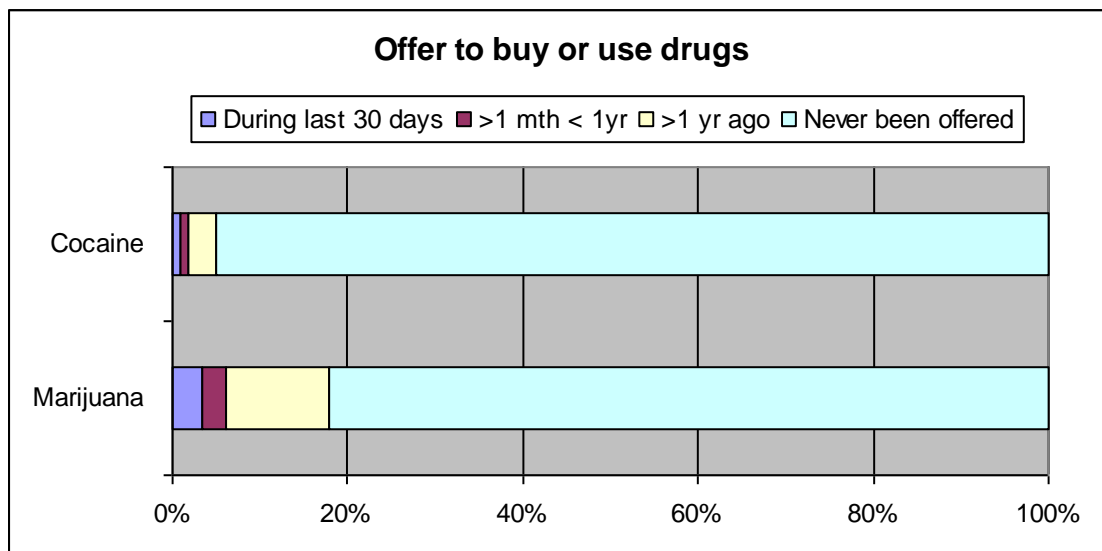 Offer to buy or use drugs
During last 30 days >1 mth < 1yr >1 yr ago Never been offered
Cocaine
Marijuana
0% 20% 40% 60% 80% 100%